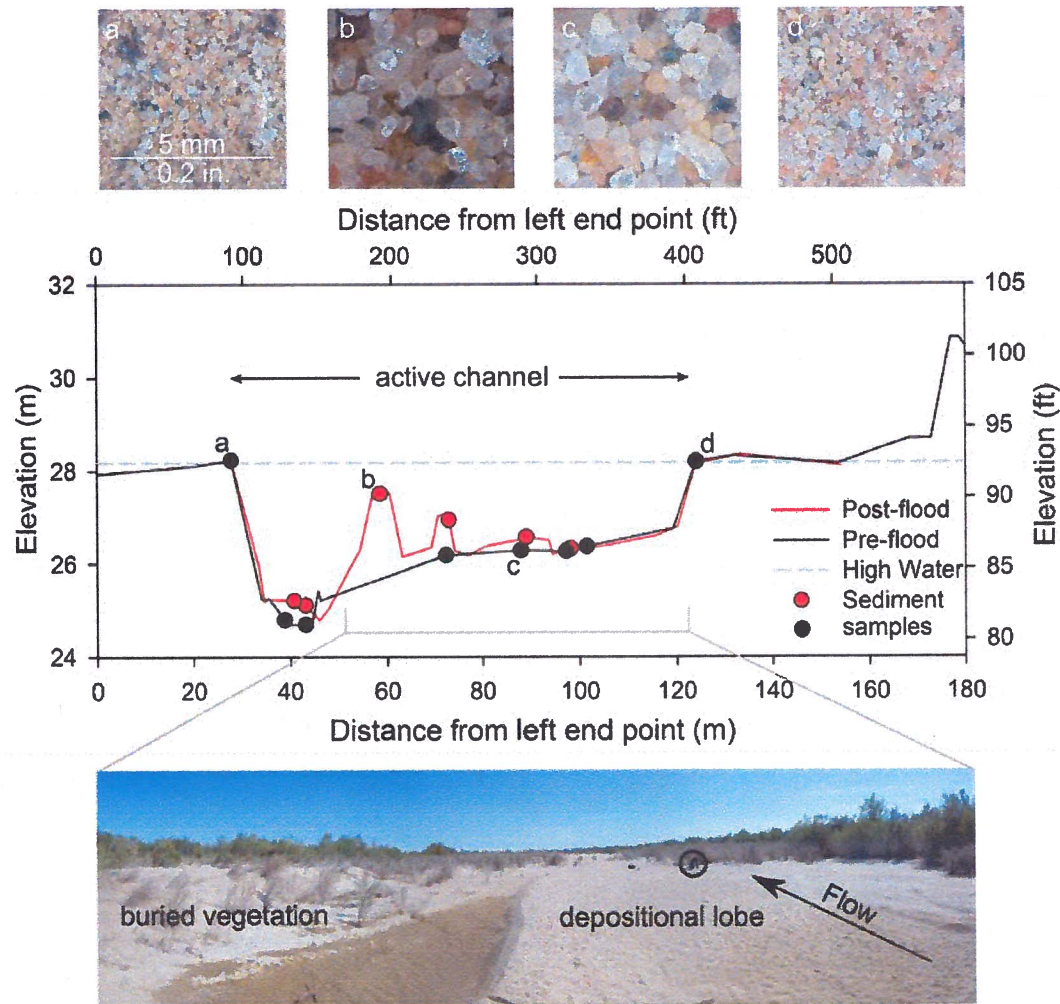 a b c d
5 mm
0.2 in.
Distance from left end point (ft)
0 100 200 300 400 500
32 105
30 100
28 95
26 90
24 85
80
Elevation (m)
Elevation (ft)
active channel
a
b
c
d
Post-flood
Pre-flood
High Water
Sediment
samples
0 20 40 60 80 100 120 140 160 180
Distance from left end point (m)
buried vegetation
depositional lobe
Flow